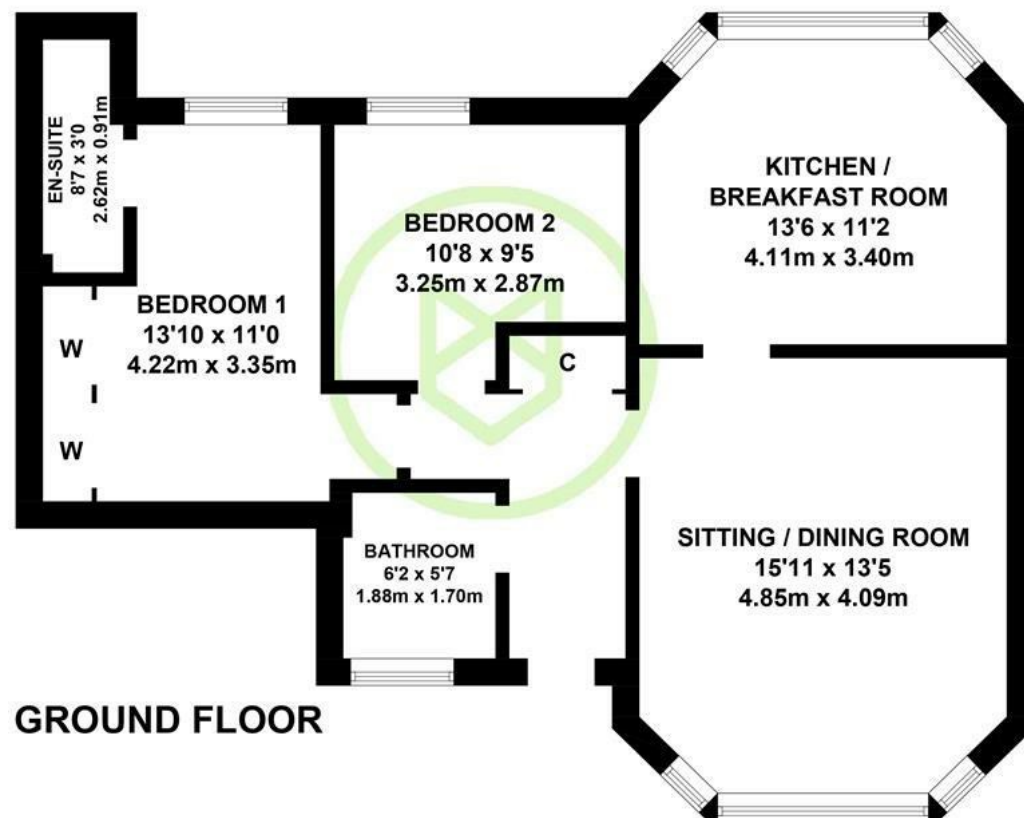 EN-SUITE
8'7 x 3'0
2.62m x 0.91m
BEDROOM 1
13'10 x 11'0
4.22m x 3.35m
W
W
BEDROOM 2
10'8 x 9'5
3.25m x 2.87m
C
KITCHEN /
BREAKFAST ROOM
13'6 x 11'2
4.11m x 3.40m
BATHROOM
6'2 x 5'7
1.88m x 1.70m
SITTING / DINING ROOM
15'11 x 13'5
4.85m x 4.09m
GROUND FLOOR